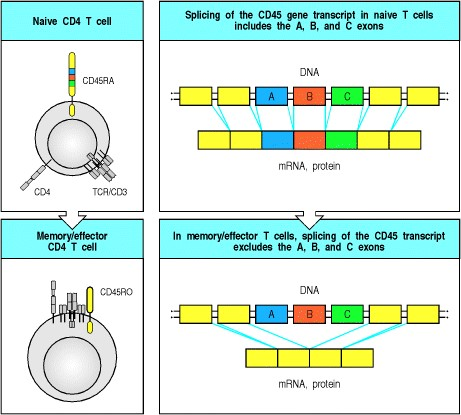 Naive CD4 T cell
CD45RA
CD4
TCR/CD3
Splicing of the CD45 gene transcript in naive T cells
includes the A, B, and C exons
DNA
A B C
mRNA, protein
Memory/effector
CD4 T cell
CD45RO
In memory/effector T cells, splicing of the CD45 transcript
excludes the A, B, and C exons
DNA
A B C
mRNA, protein